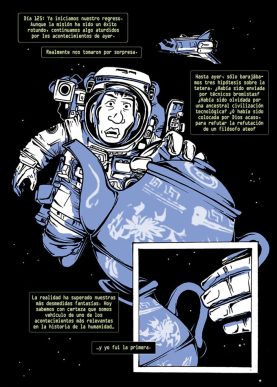 Día 125: Ya iniciamos nuestro regreso.
Aunque la misión ha sido un éxito
rotundo, continuamos algo aturdidos
por los acontecimientos de ayer.
Realmente nos tomaron por sorpresa.
Hasta ayer, sólo barajába-
mos tres hipótesis sobre la
tetera. ¿Había sido enviada
por técnicos bromistas?
¿Había sido olvidada por
una ancestral civilización
tecnológica? ¿O había sido
colocada por Dios acaso,
para refutar la refutación
de un filósofo ateo?
La realidad ha superado nuestras
más desmedidas fantasías. Hoy
sabemos con certeza que somos
vehículo de uno de los
acontecimientos más relevantes
en la historia de la humanidad…
…y yo fui la primera.